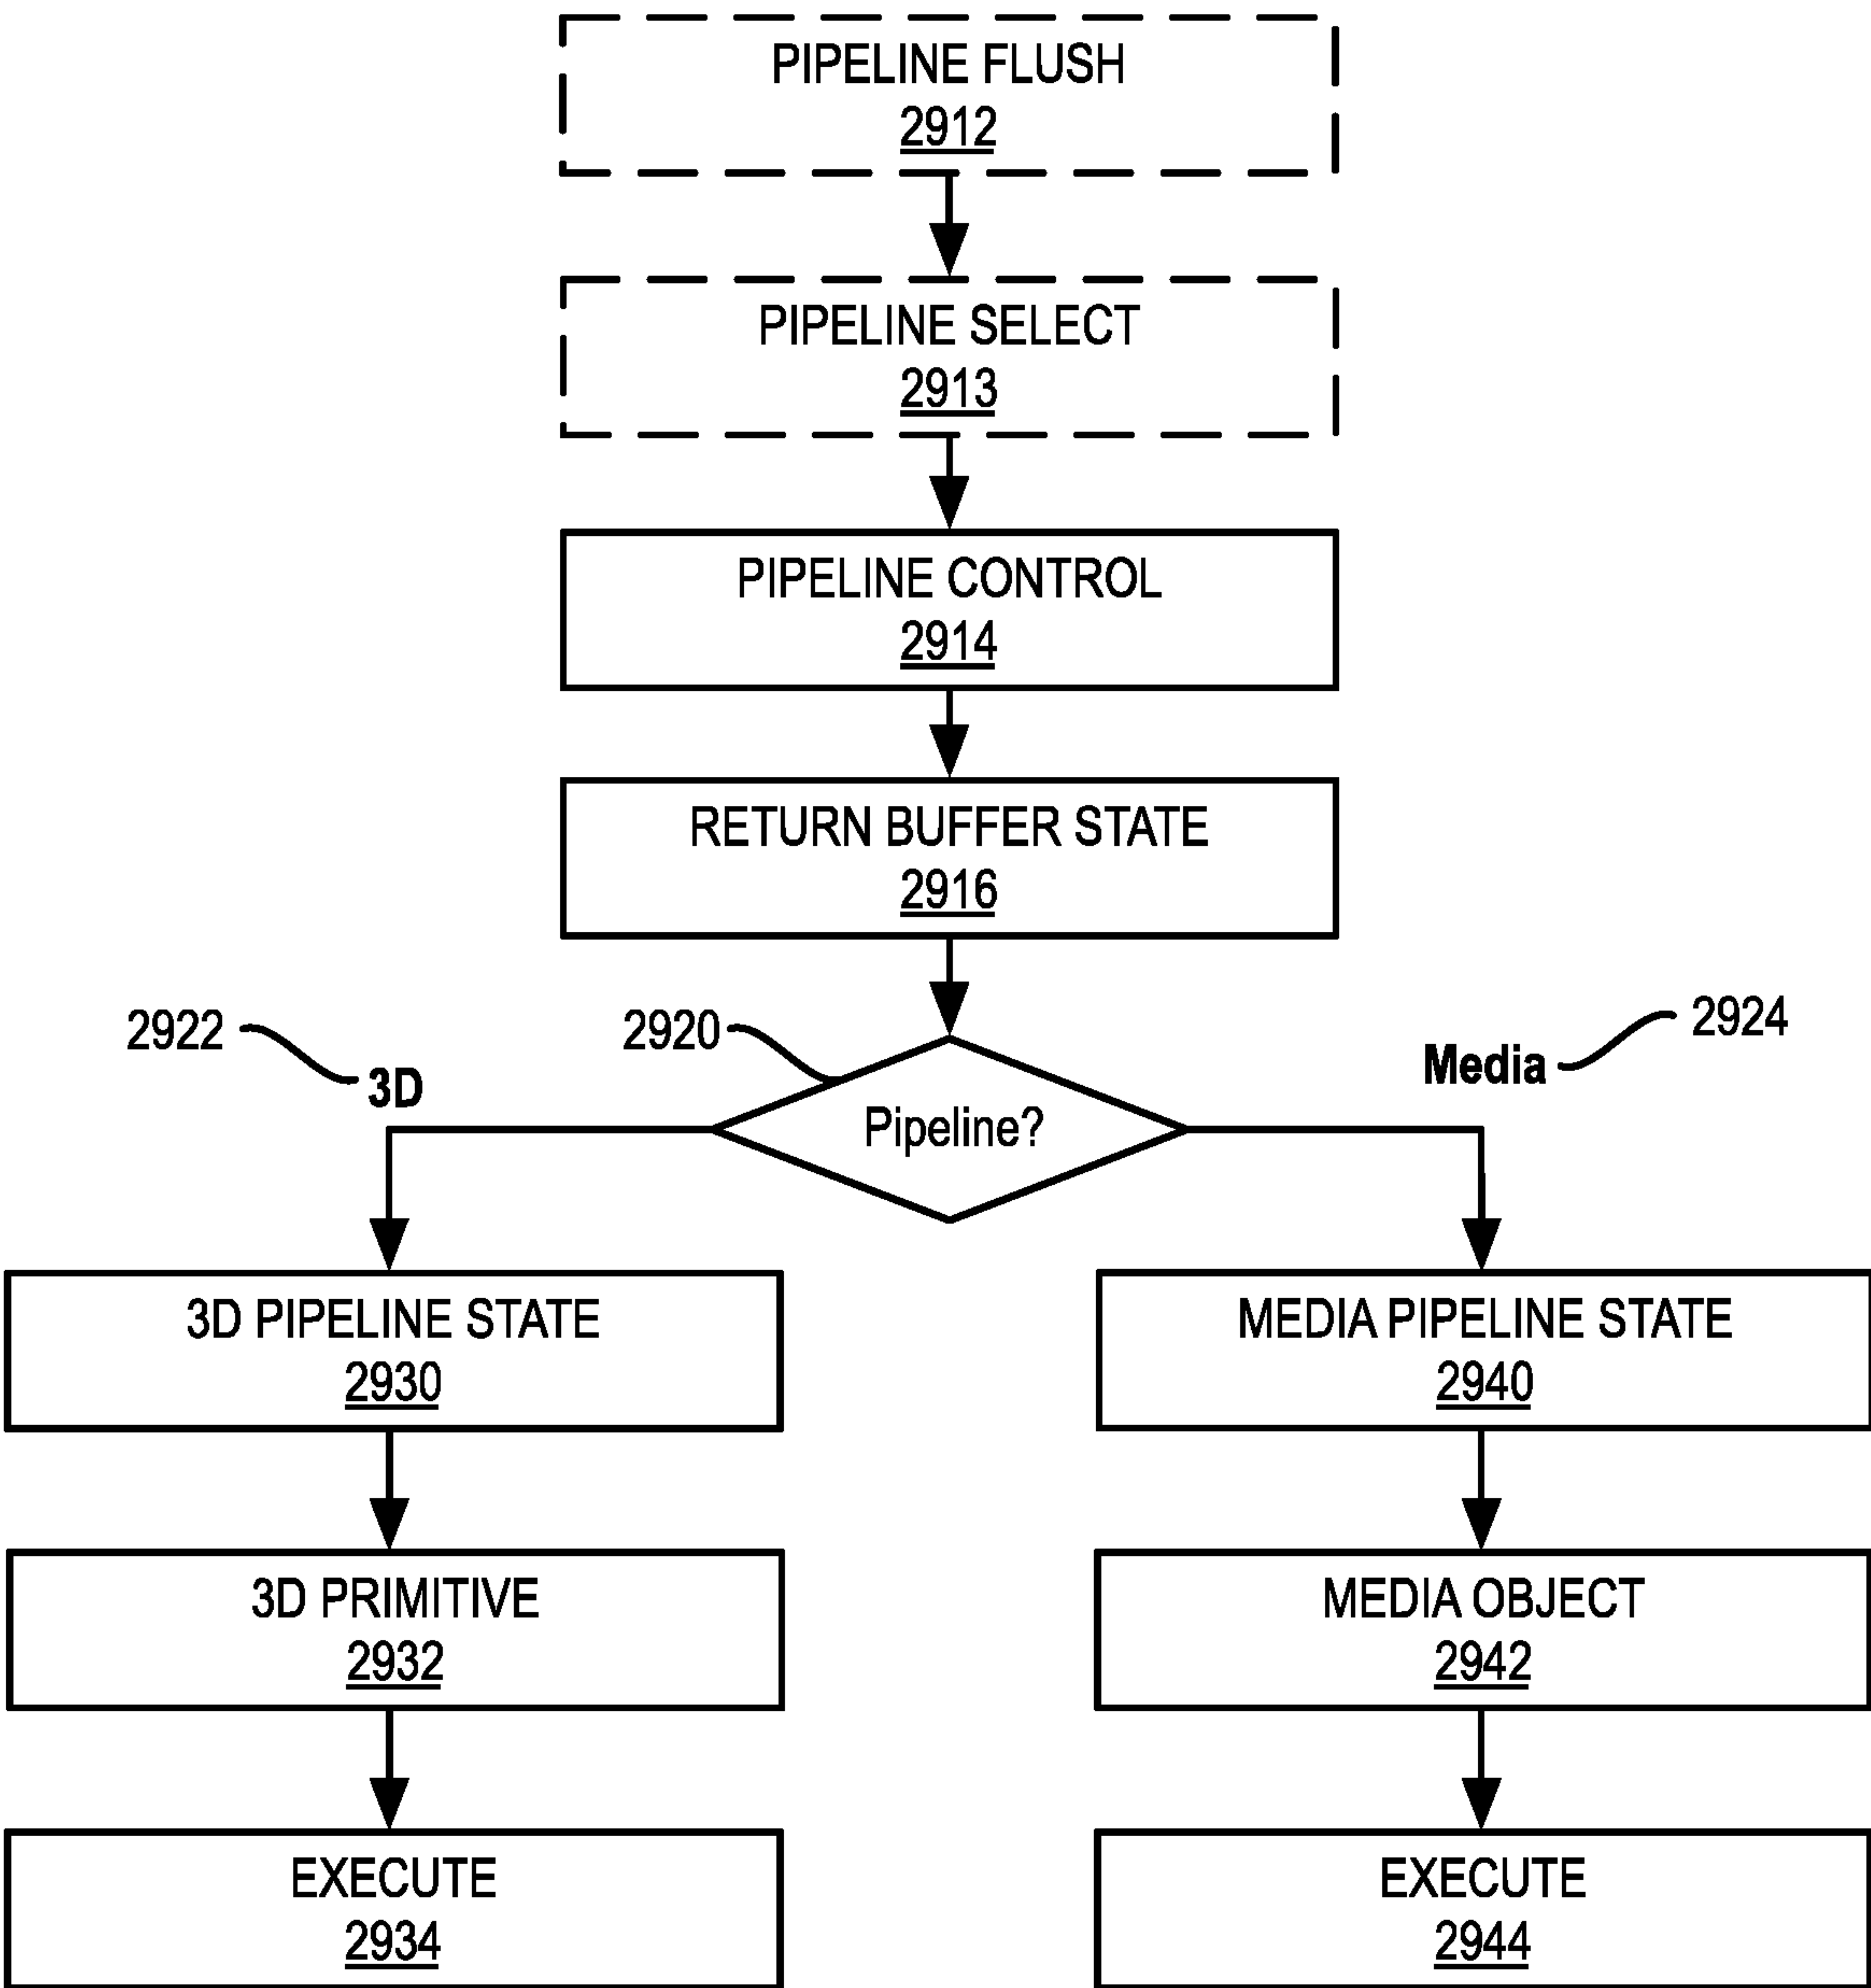 PIPELINE FLUSH
2912
PIPELINE SELECT
2913
PIPELINE CONTROL
2914
RETURN BUFFER STATE
2916
2922
3D
2920
Pipeline?
Media
2924
3D PIPELINE STATE
2930
MEDIA PIPELINE STATE
2940
3D PRIMITIVE
2932
MEDIA OBJECT
2942
EXECUTE
2934
EXECUTE
2944